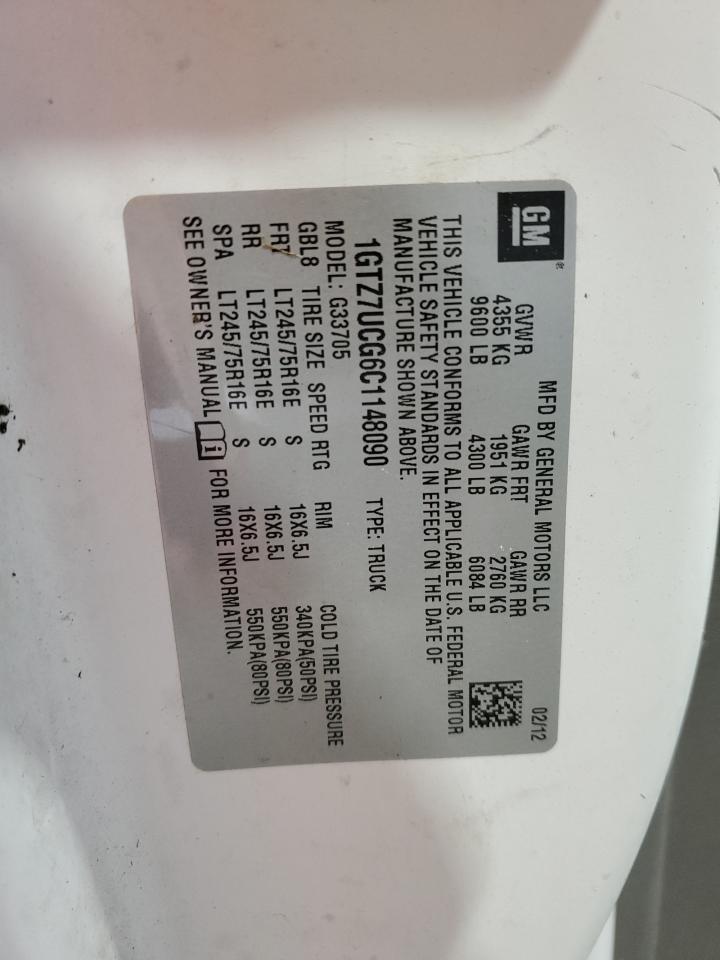 GM®
MFD BY GENERAL MOTORS LLC 02/12
GVWR GAWR FRT GAWR RR
4355 KG 1951 KG 2760 KG
9600 LB 4300 LB 6084 LB
THIS VEHICLE CONFORMS TO ALL APPLICABLE U.S. FEDERAL MOTOR
VEHICLE SAFETY STANDARDS IN EFFECT ON THE DATE OF
MANUFACTURE SHOWN ABOVE.
1GTZ7UCG6C1148090 TYPE: TRUCK
MODEL: G33705
GBL8 TIRE SIZE SPEED RTG RIM COLD TIRE PRESSURE
FRT LT245/75R16E S 16X6.5J 340KPA(50PSI)
RR LT245/75R16E S 16X6.5J 550KPA(80PSI)
SPA LT245/75R16E S 16X6.5J 550KPA(80PSI)
SEE OWNER'S MANUAL i FOR MORE INFORMATION.